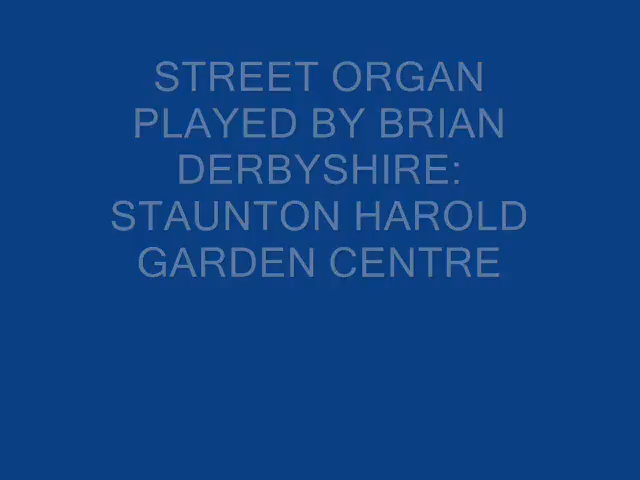 STREET ORGAN
PLAYED BY BRIAN
DERBYSHIRE:
STAUNTON HAROLD
GARDEN CENTRE